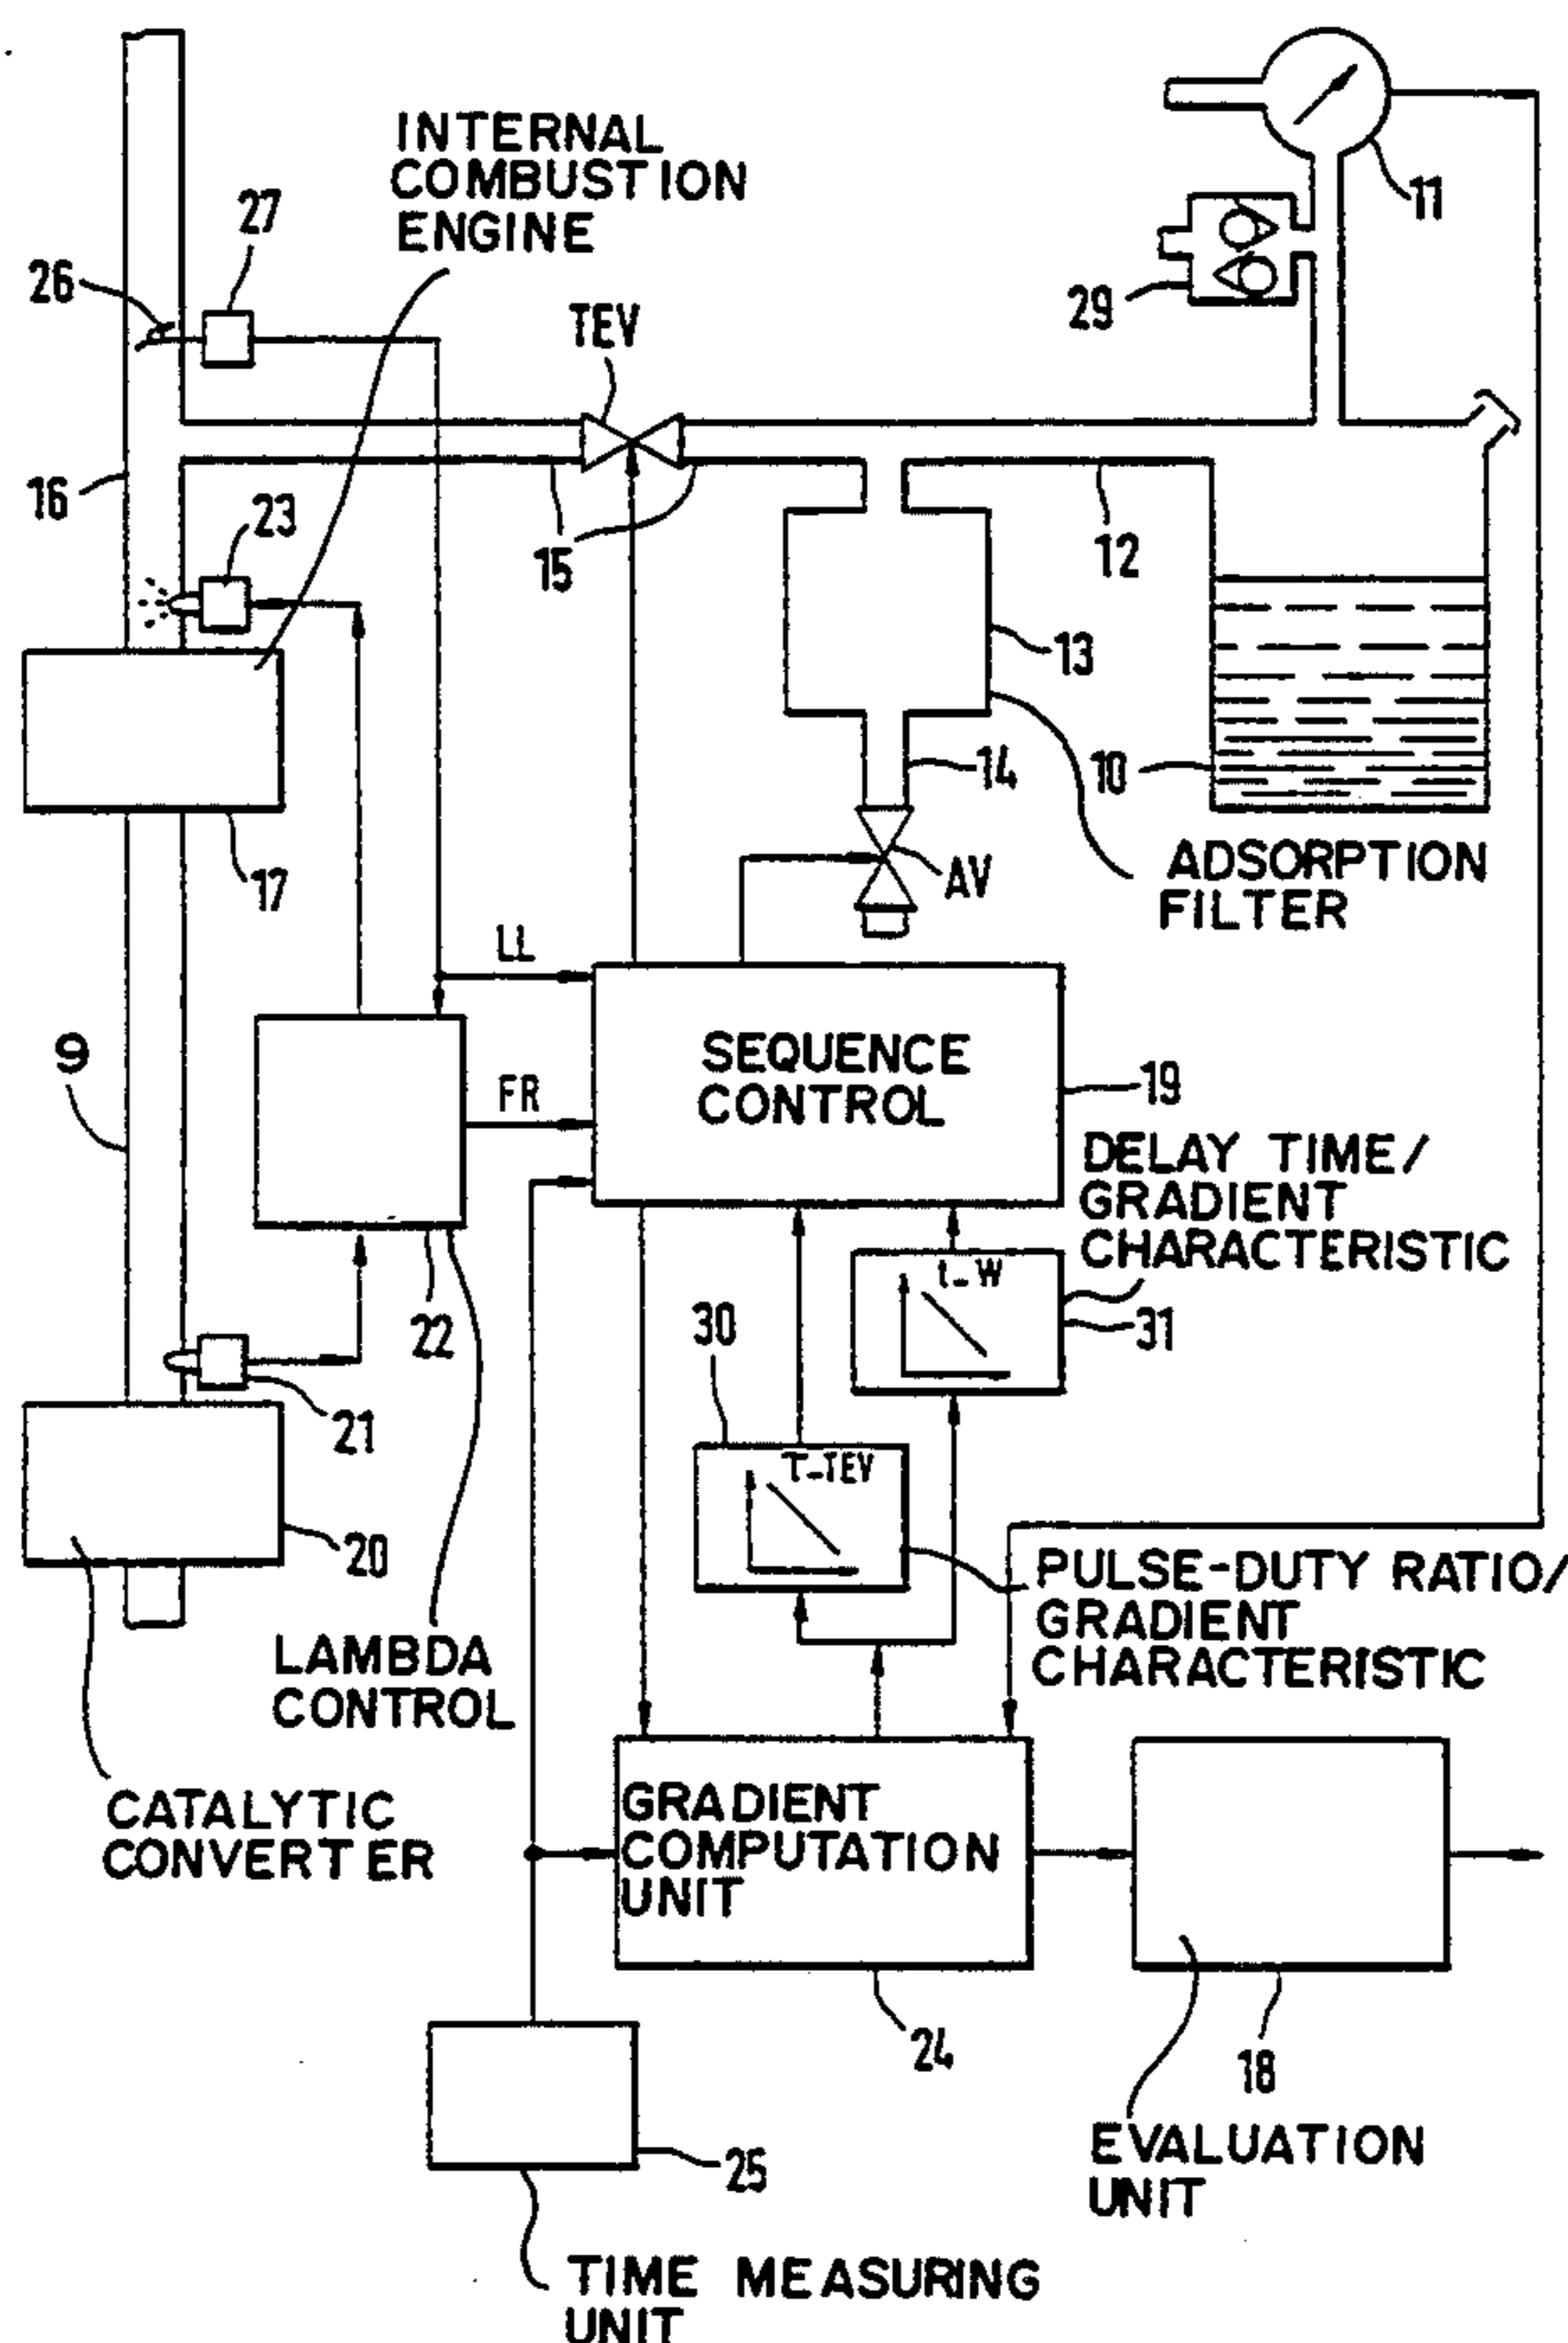 INTERNAL
COMBUSTION
ENGINE
11
27
26
29
TEV
16
23
15
12
13
14
10
ADSORPTION
FILTER
AV
17
LL
9
SEQUENCE
CONTROL
FR
19
DELAY TIME/
GRADIENT
CHARACTERISTIC
t-W
22
30
31
21
τ-TEV
20
PULSE-DUTY RATIO/
GRADIENT
CHARACTERISTIC
LAMBDA
CONTROL
CATALYTIC
CONVERTER
GRADIENT
COMPUTATION
UNIT
24
18
25
EVALUATION
UNIT
TIME MEASURING
UNIT